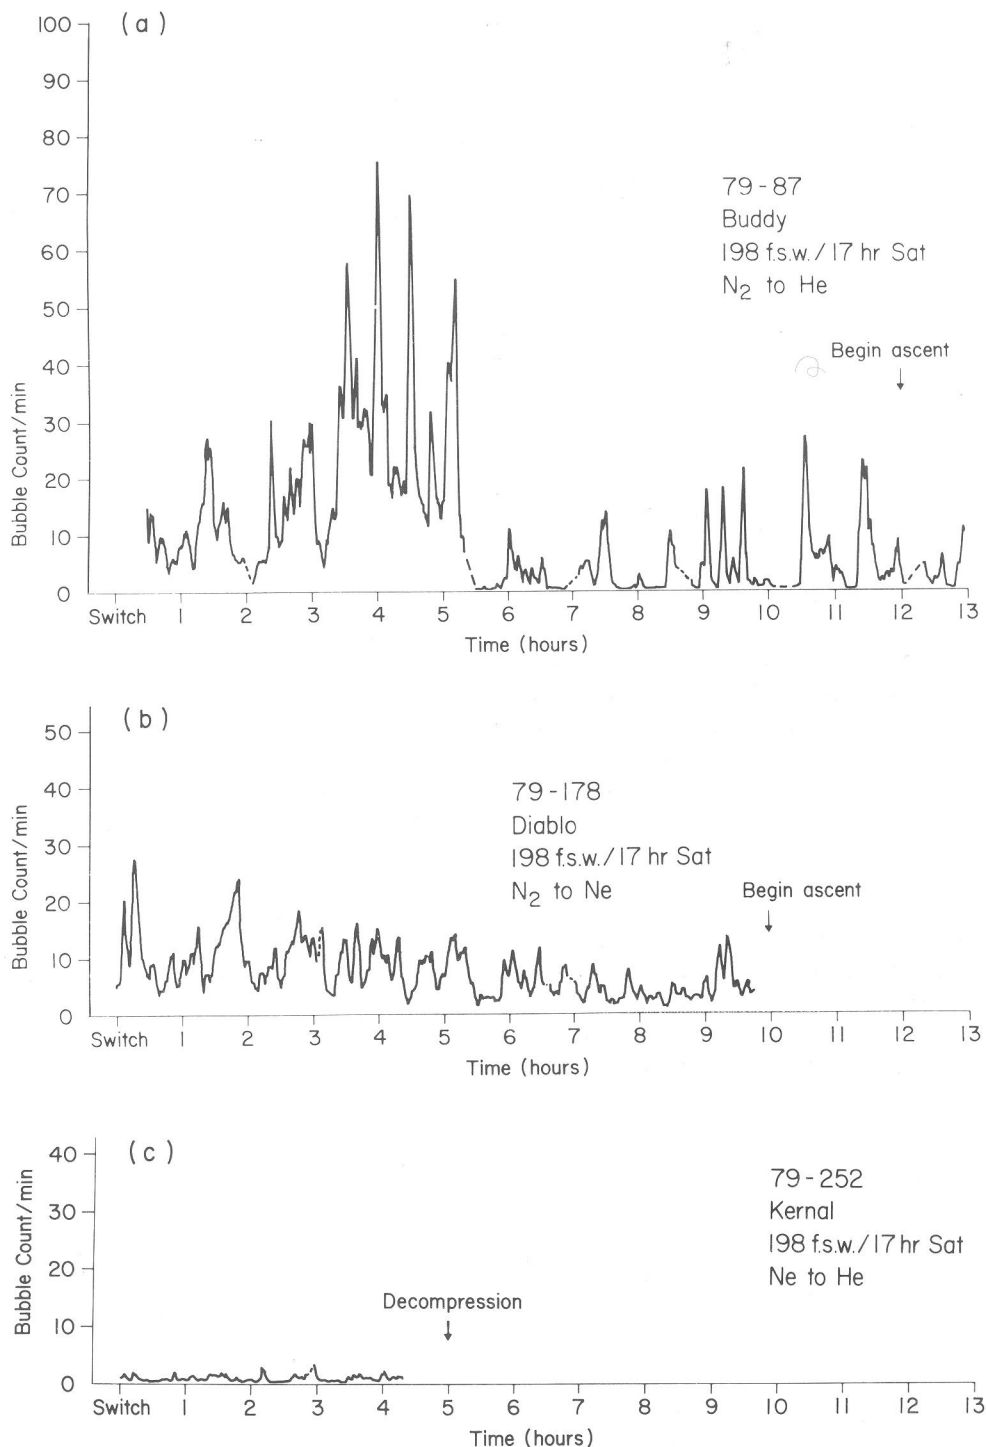 (a)
100
90
80
70
60
50
40
30
20
10
0
Bubble Count/min
79-87
Buddy
198 f.s.w./17 hr Sat
N₂ to He
Begin ascent
Switch 1 2 3 4 5 6 7 8 9 10 11 12 13
Time (hours)
(b)
50
40
30
20
10
0
Bubble Count/min
79-178
Diablo
198 f.s.w./17 hr Sat
N₂ to Ne
Begin ascent
Switch 1 2 3 4 5 6 7 8 9 10 11 12 13
Time (hours)
(c)
40
30
20
10
0
Bubble Count/min
79-252
Kernal
198 f.s.w./17 hr Sat
Ne to He
Decompression
Switch 1 2 3 4 5 6 7 8 9 10 11 12 13
Time (hours)